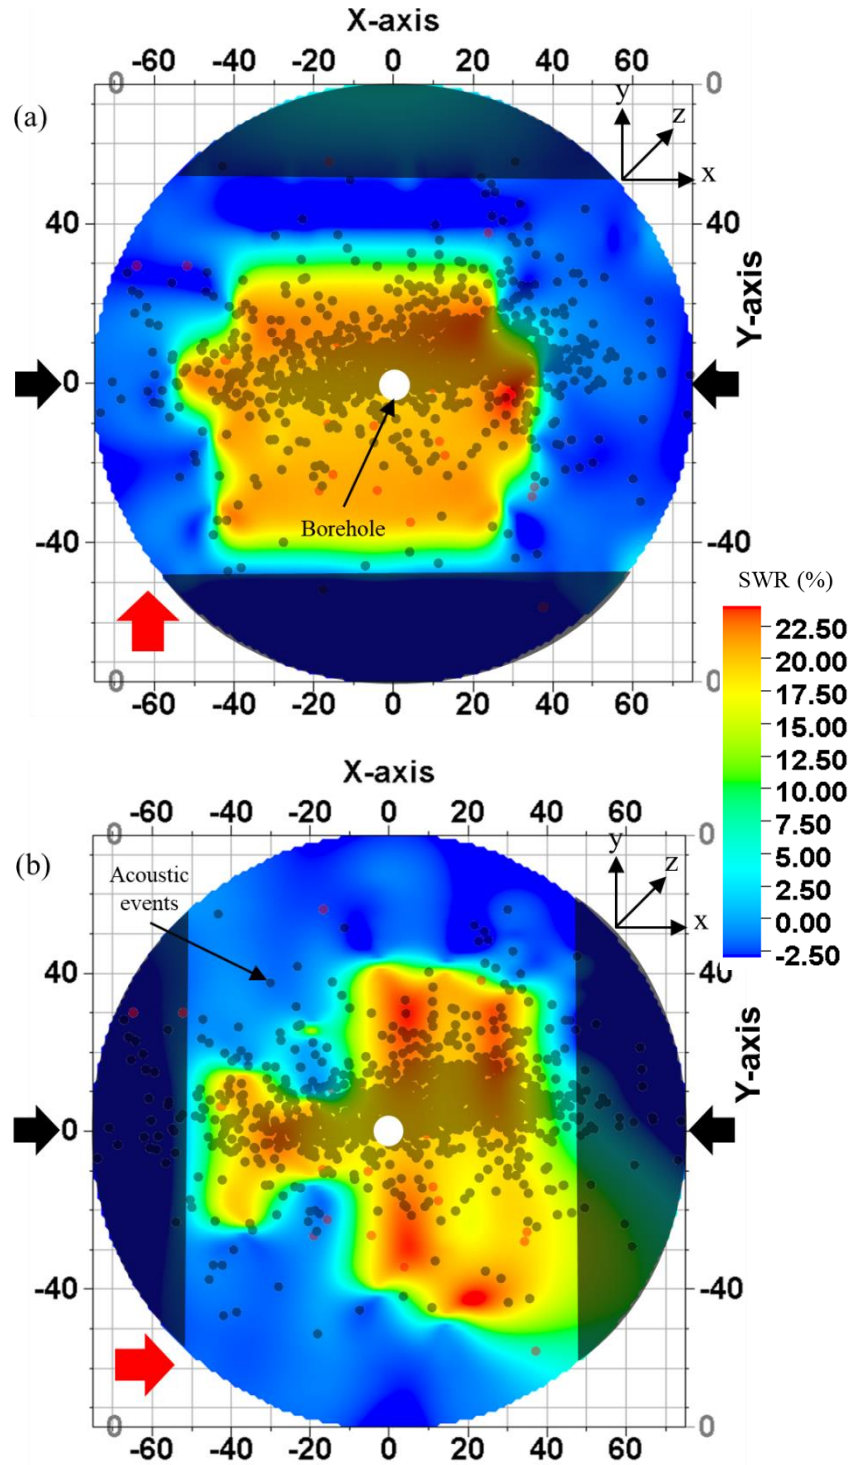 X-axis
-60 -40 -20 0 20 40 60
0 0
(a)
y
z
x
40 40
Y-axis
0 0
Borehole
-40 -40
0 0
-60 -40 -20 0 20 40 60
SWR (%)
22.50
20.00
17.50
15.00
12.50
10.00
7.50
5.00
2.50
0.00
-2.50
X-axis
-60 -40 -20 0 20 40 60
0 0
(b)
y
z
x
Acoustic
events
40 40
Y-axis
0 0
-40 -40
0 0
-60 -40 -20 0 20 40 60